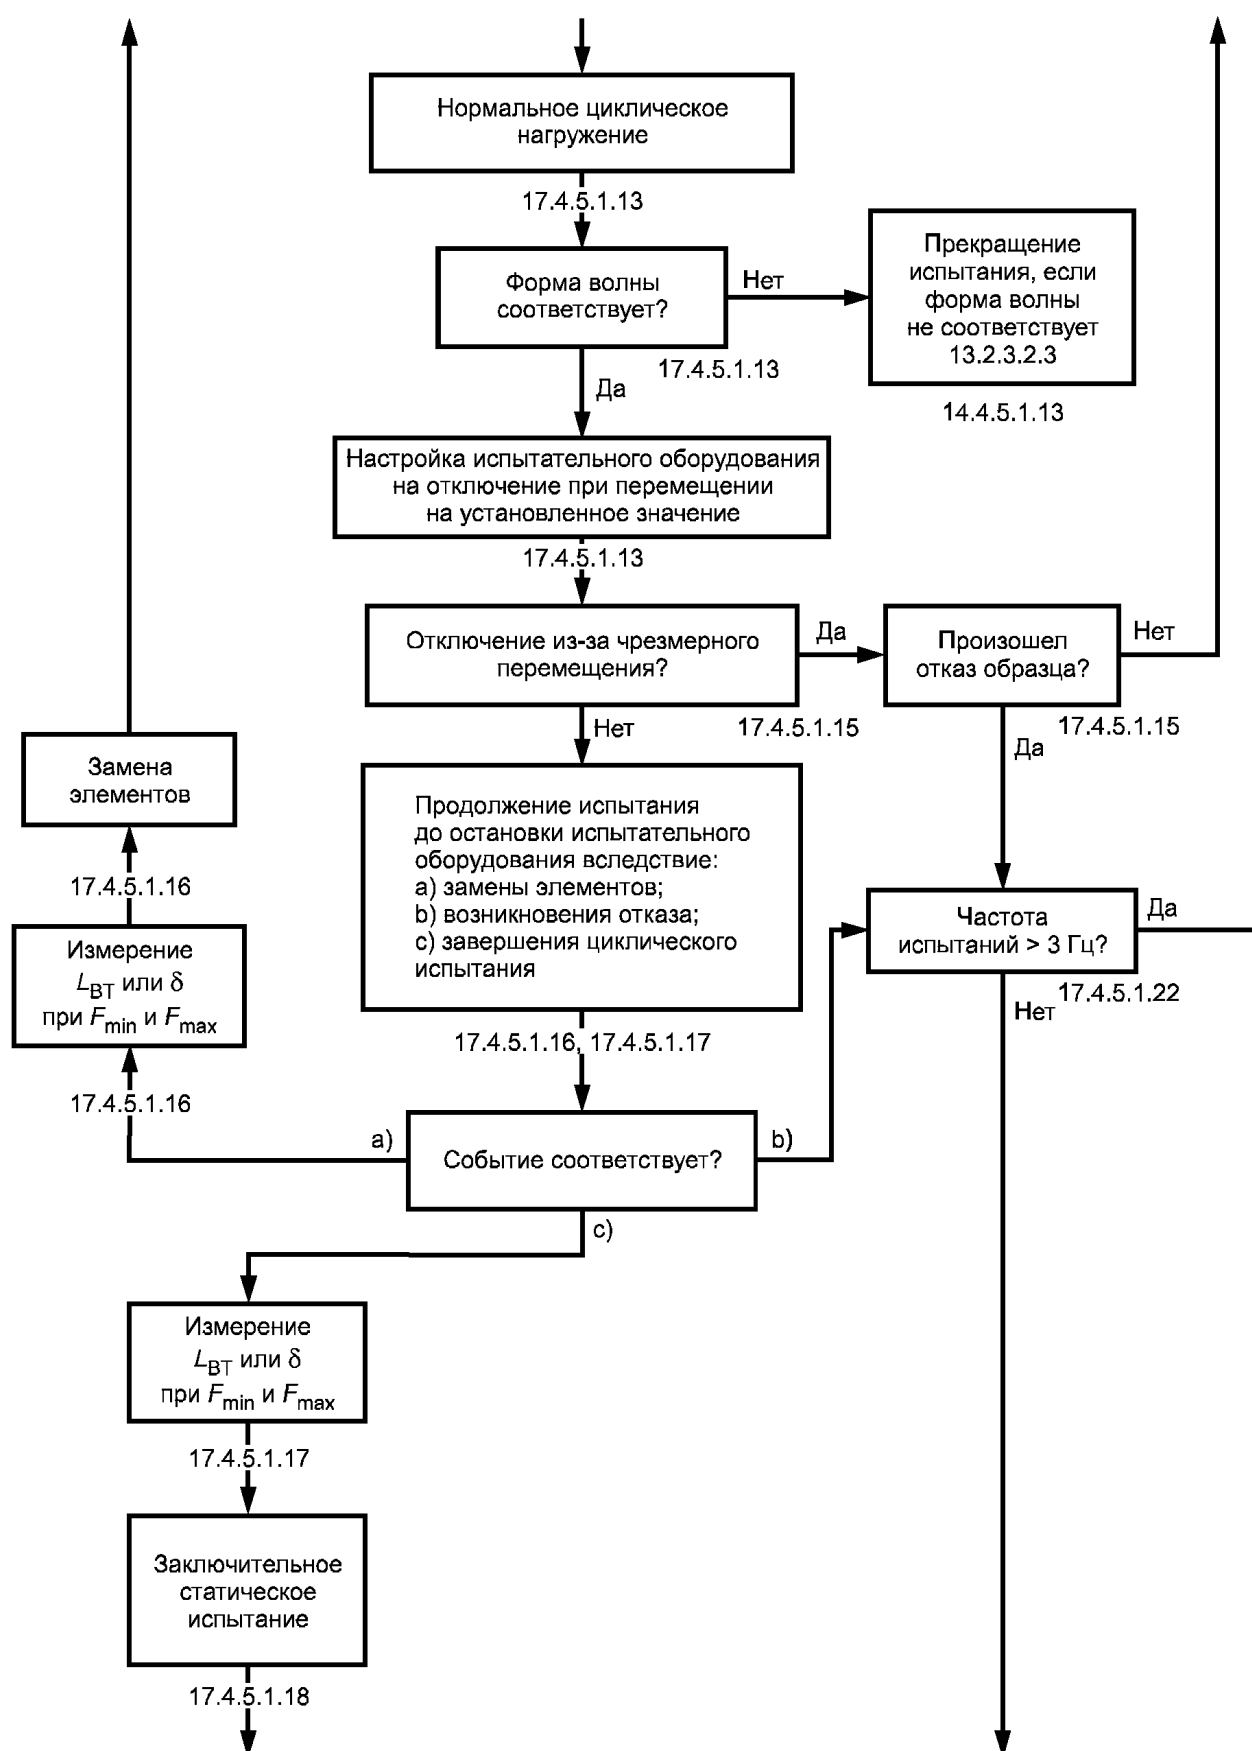 Нормальное циклическое
нагружение
17.4.5.1.13
Форма волны
соответствует?
Нет
Прекращение
испытания, если
форма волны
не соответствует
13.2.3.2.3
17.4.5.1.13
Да
14.4.5.1.13
Настройка испытательного оборудования
на отключение при перемещении
на установленное значение
17.4.5.1.13
Отключение из-за чрезмерного
перемещения?
Да
Произошел
отказ образца?
Нет
Нет
17.4.5.1.15
17.4.5.1.15
Да
Замена
элементов
Продолжение испытания
до остановки испытательного
оборудования вследствие:
a) замены элементов;
b) возникновения отказа;
c) завершения циклического
испытания
17.4.5.1.16
Частота
испытаний > 3 Гц?
Да
Измерение
L_BT или δ
при F_min и F_max
17.4.5.1.22
Нет
17.4.5.1.16, 17.4.5.1.17
17.4.5.1.16
a)
Событие соответствует?
b)
c)
Измерение
L_BT или δ
при F_min и F_max
17.4.5.1.17
Заключительное
статическое
испытание
17.4.5.1.18